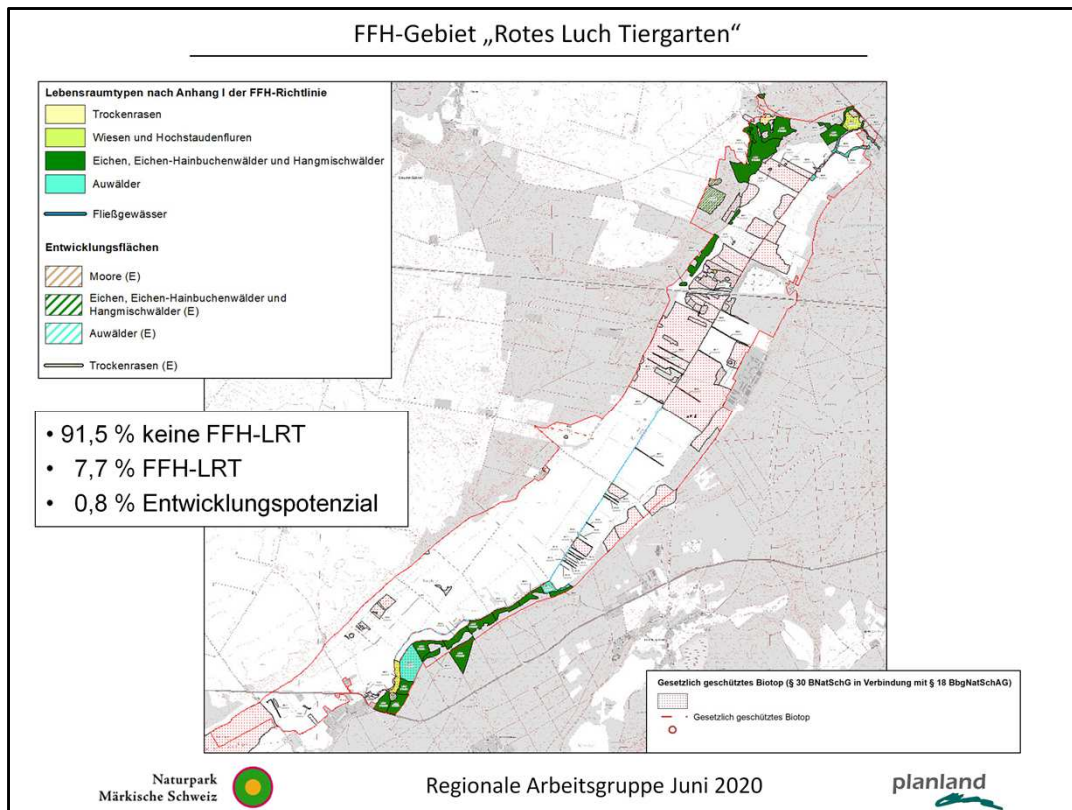 FFH-Gebiet „Rotes Luch Tiergarten“
Lebensraumtypen nach Anhang I der FFH-Richtlinie
Trockenrasen
Wiesen und Hochstaudenfluren
Eichen, Eichen-Hainbuchenwälder und Hangmischwälder
Auwälder
Fließgewässer
Entwicklungsflächen
Moore (E)
Eichen, Eichen-Hainbuchenwälder und
Hangmischwälder (E)
Auwälder (E)
Trockenrasen (E)
• 91,5 % keine FFH-LRT
• 7,7 % FFH-LRT
• 0,8 % Entwicklungspotenzial
Gesetzlich geschütztes Biotop (§ 30 BNatSchG in Verbindung mit § 18 BbgNatSchAG)
Gesetzlich geschütztes Biotop
Naturpark
Märkische Schweiz
Regionale Arbeitsgruppe Juni 2020
planland